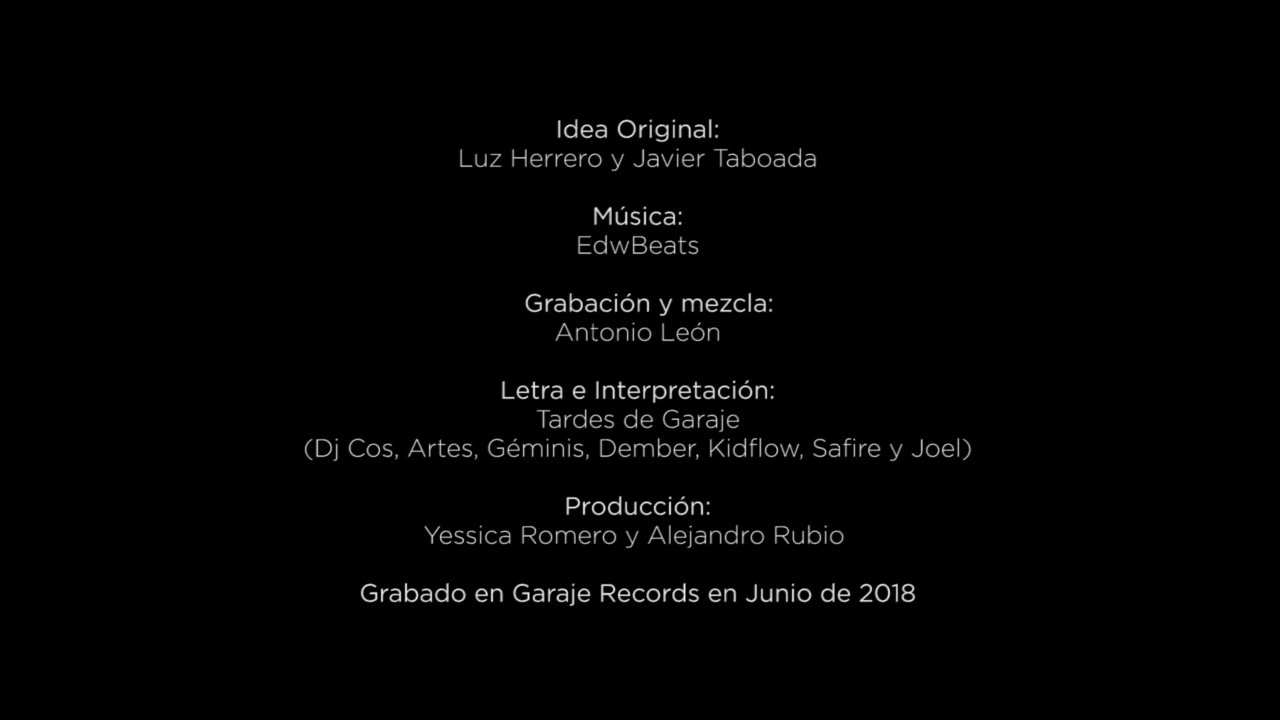 Idea Original:
Luz Herrero y Javier Taboada
Música:
EdwBeats
Grabación y mezcla:
Antonio León
Letra e Interpretación:
Tardes de Garaje
(Dj Cos, Artes, Géminis, Dember, Kidflow, Safire y Joel)
Producción:
Yessica Romero y Alejandro Rubio
Grabado en Garaje Records en Junio de 2018